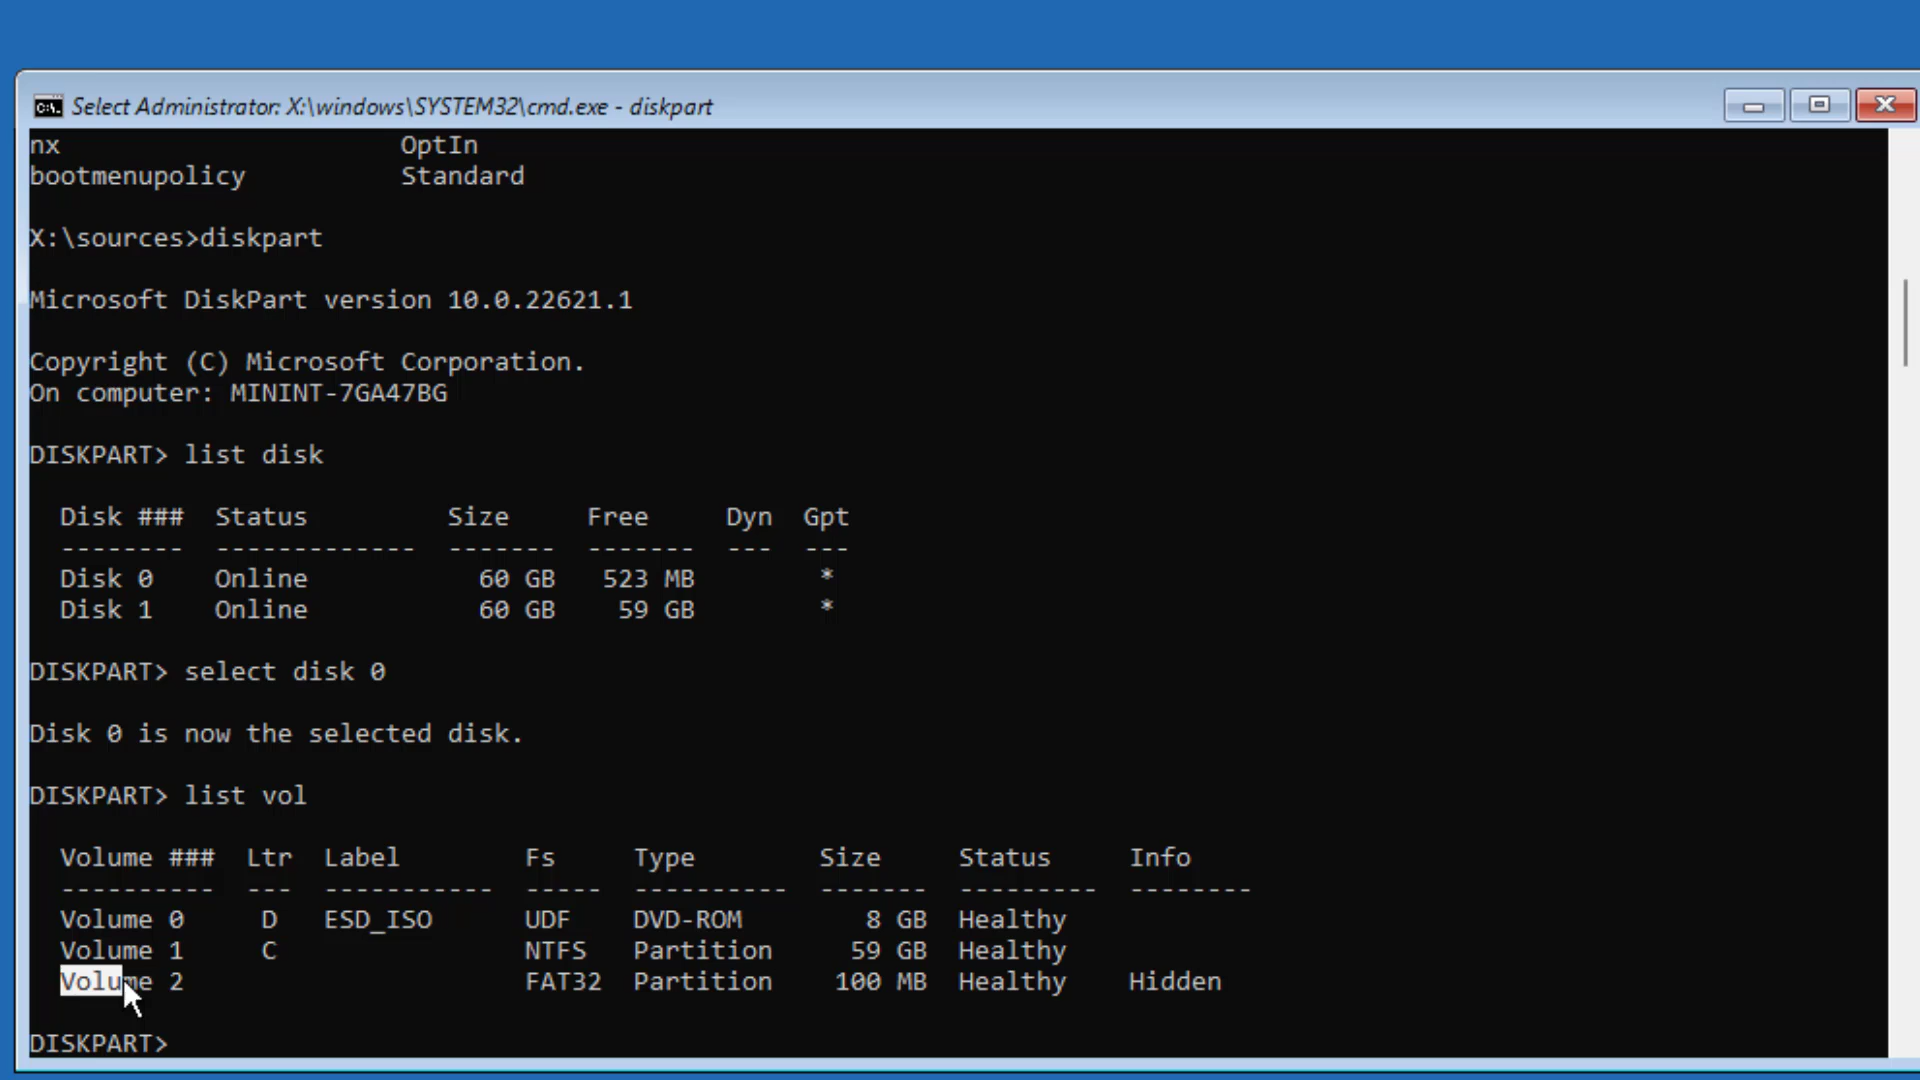 Select Administrator: X:\windows\SYSTEM32\cmd.exe - diskpart
nx                      OptIn
bootmenupolicy          Standard
X:\sources>diskpart
Microsoft DiskPart version 10.0.22621.1
Copyright (C) Microsoft Corporation.
On computer: MININT-7GA47BG
DISKPART> list disk
  Disk ###  Status         Size     Free     Dyn  Gpt
  --------  -------------  -------  -------  ---  ---
  Disk 0    Online           60 GB   523 MB        *
  Disk 1    Online           60 GB    59 GB        *
DISKPART> select disk 0
Disk 0 is now the selected disk.
DISKPART> list vol
  Volume ###  Ltr  Label        Fs     Type        Size     Status     Info
  ----------  ---  -----------  -----  ----------  -------  ---------  --------
  Volume 0     D   ESD_ISO      UDF    DVD-ROM        8 GB  Healthy
  Volume 1     C                NTFS   Partition     59 GB  Healthy
  Volume 2                      FAT32  Partition    100 MB  Healthy    Hidden
DISKPART>